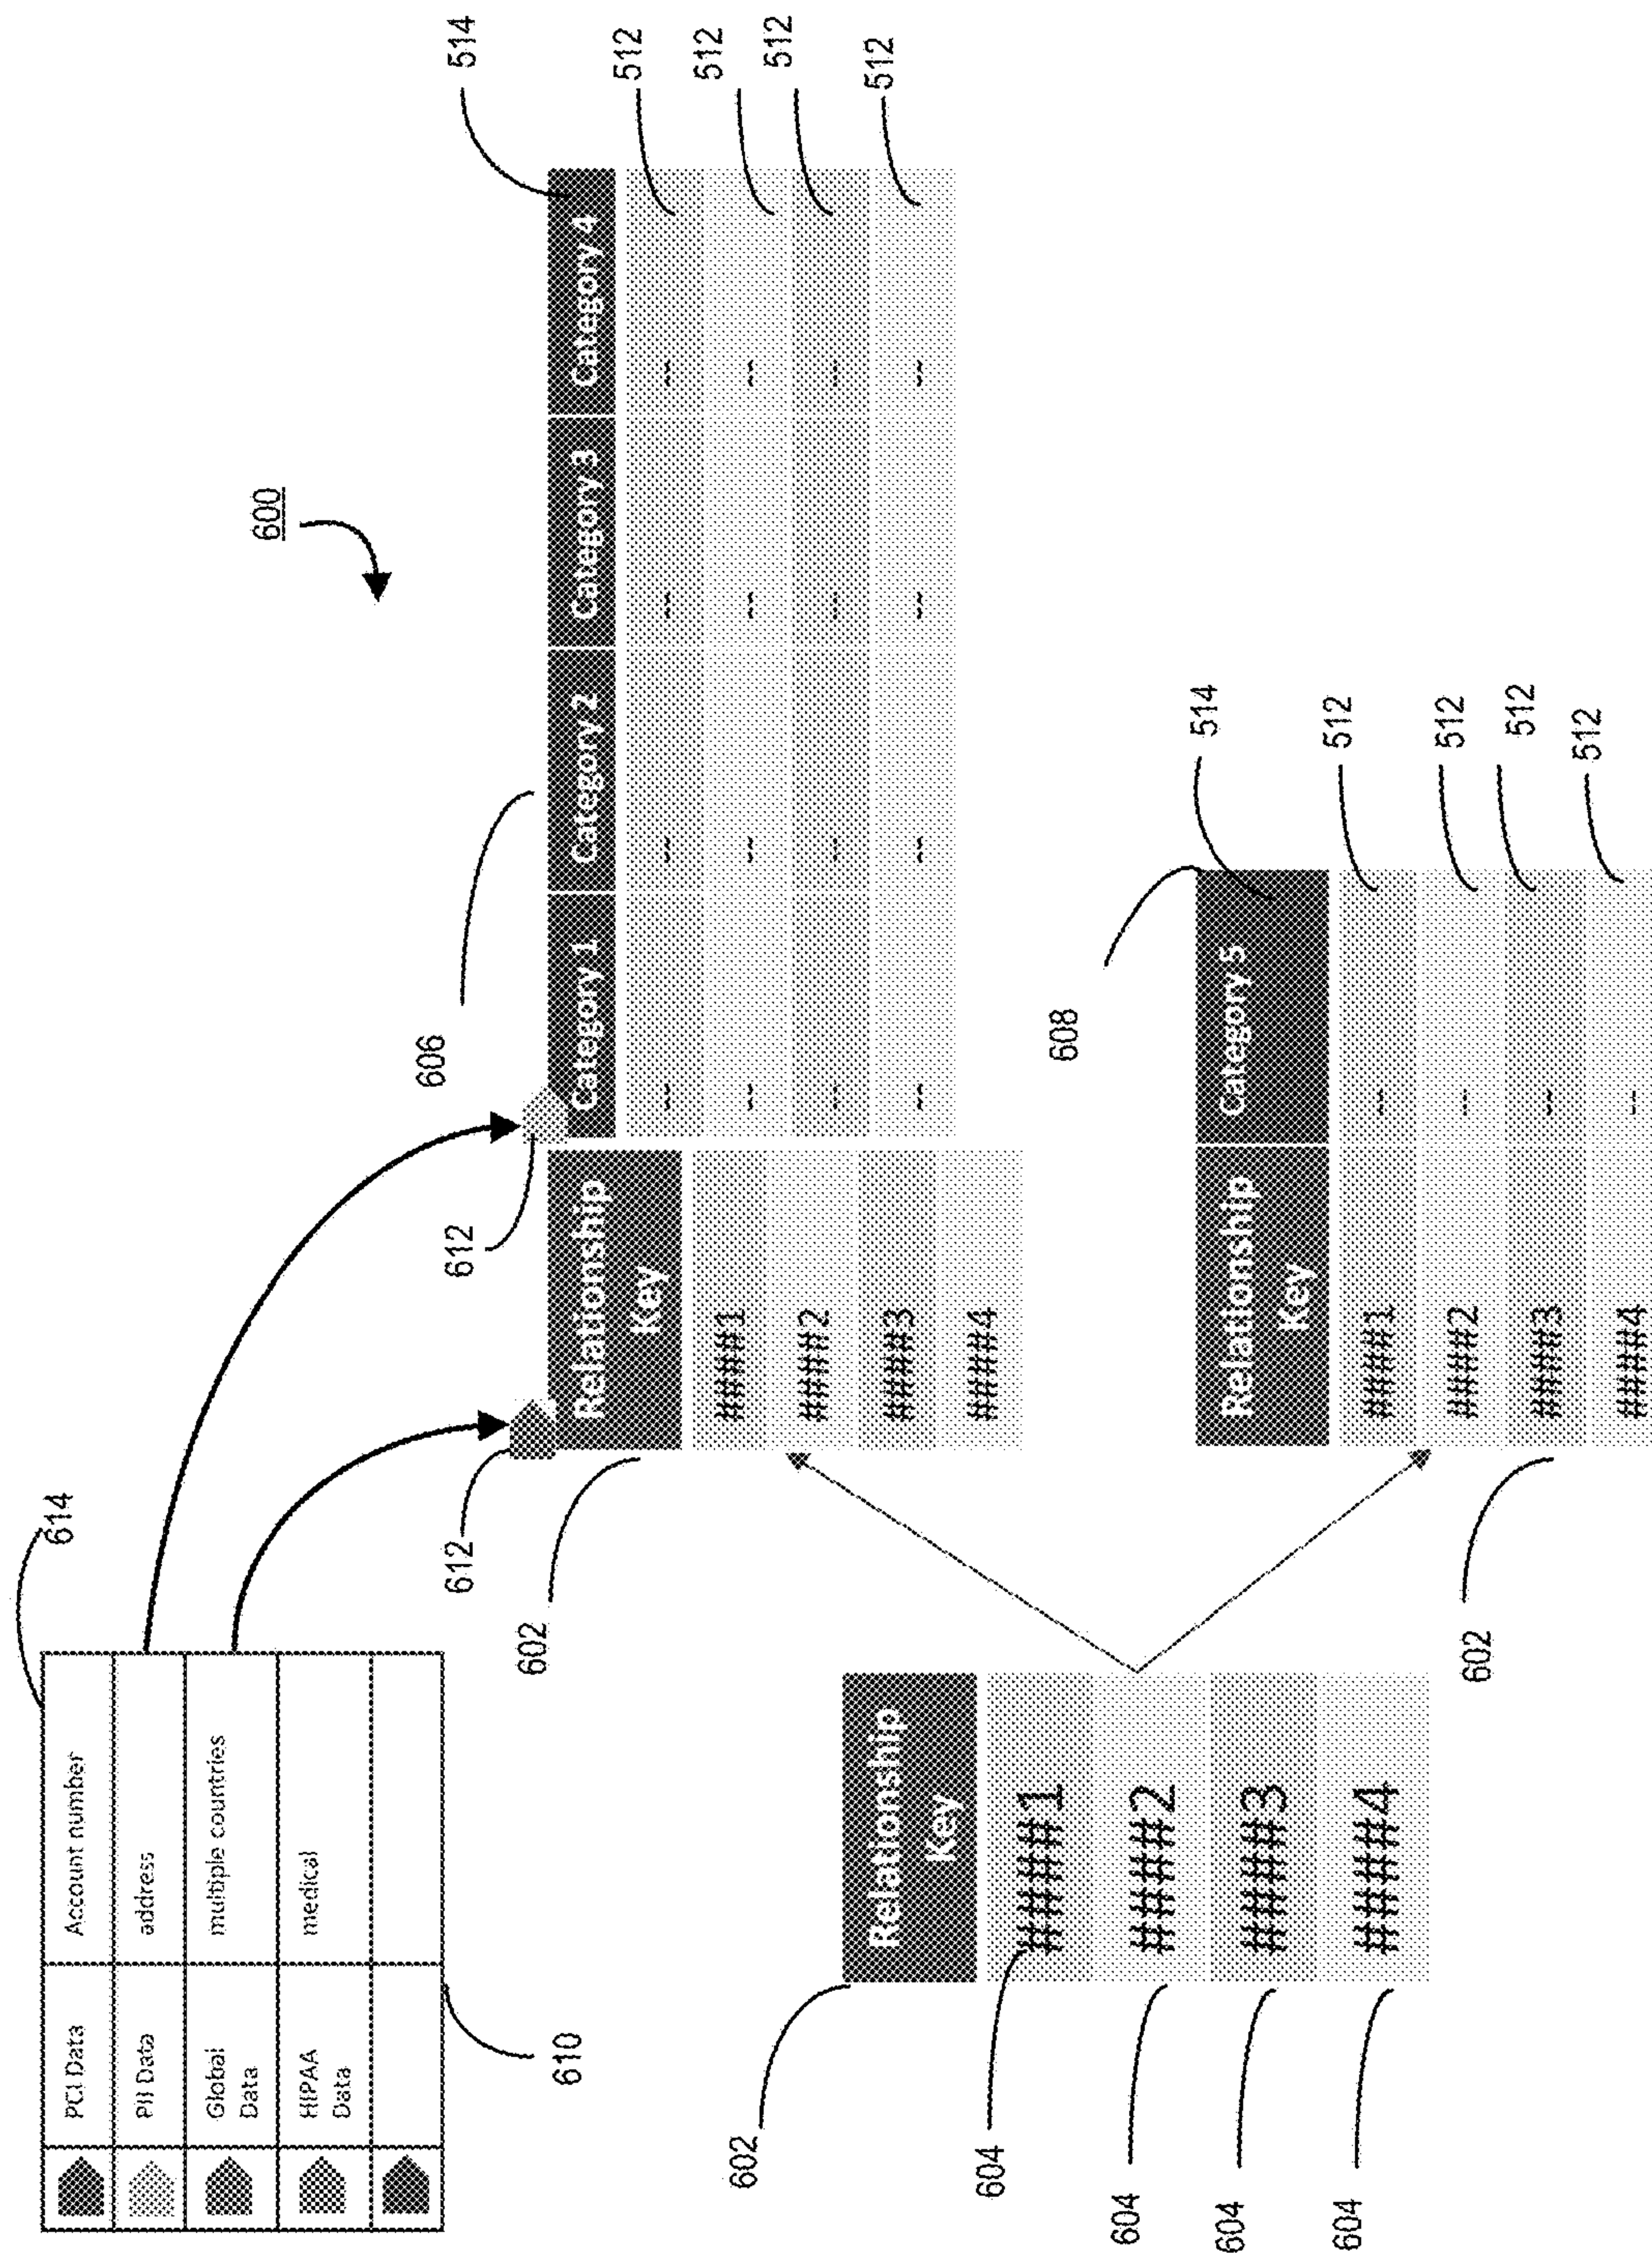 600
614
PCI Data Account number
PII Data address
Global multiple countries
Data
HIPAA medical
Data
610
612
612
606
514
602
Relationship
Key
Category 1 Category 2 Category 3 Category 4
####1 -- -- -- -- 512
####2 -- -- -- -- 512
####3 -- -- -- -- 512
####4 -- -- -- -- 512
602
Relationship
Key
604 ####1
604 ####2
604 ####3
604 ####4
608
514
602
Relationship
Key
Category 5
####1 -- 512
####2 -- 512
####3 -- 512
####4 -- 512